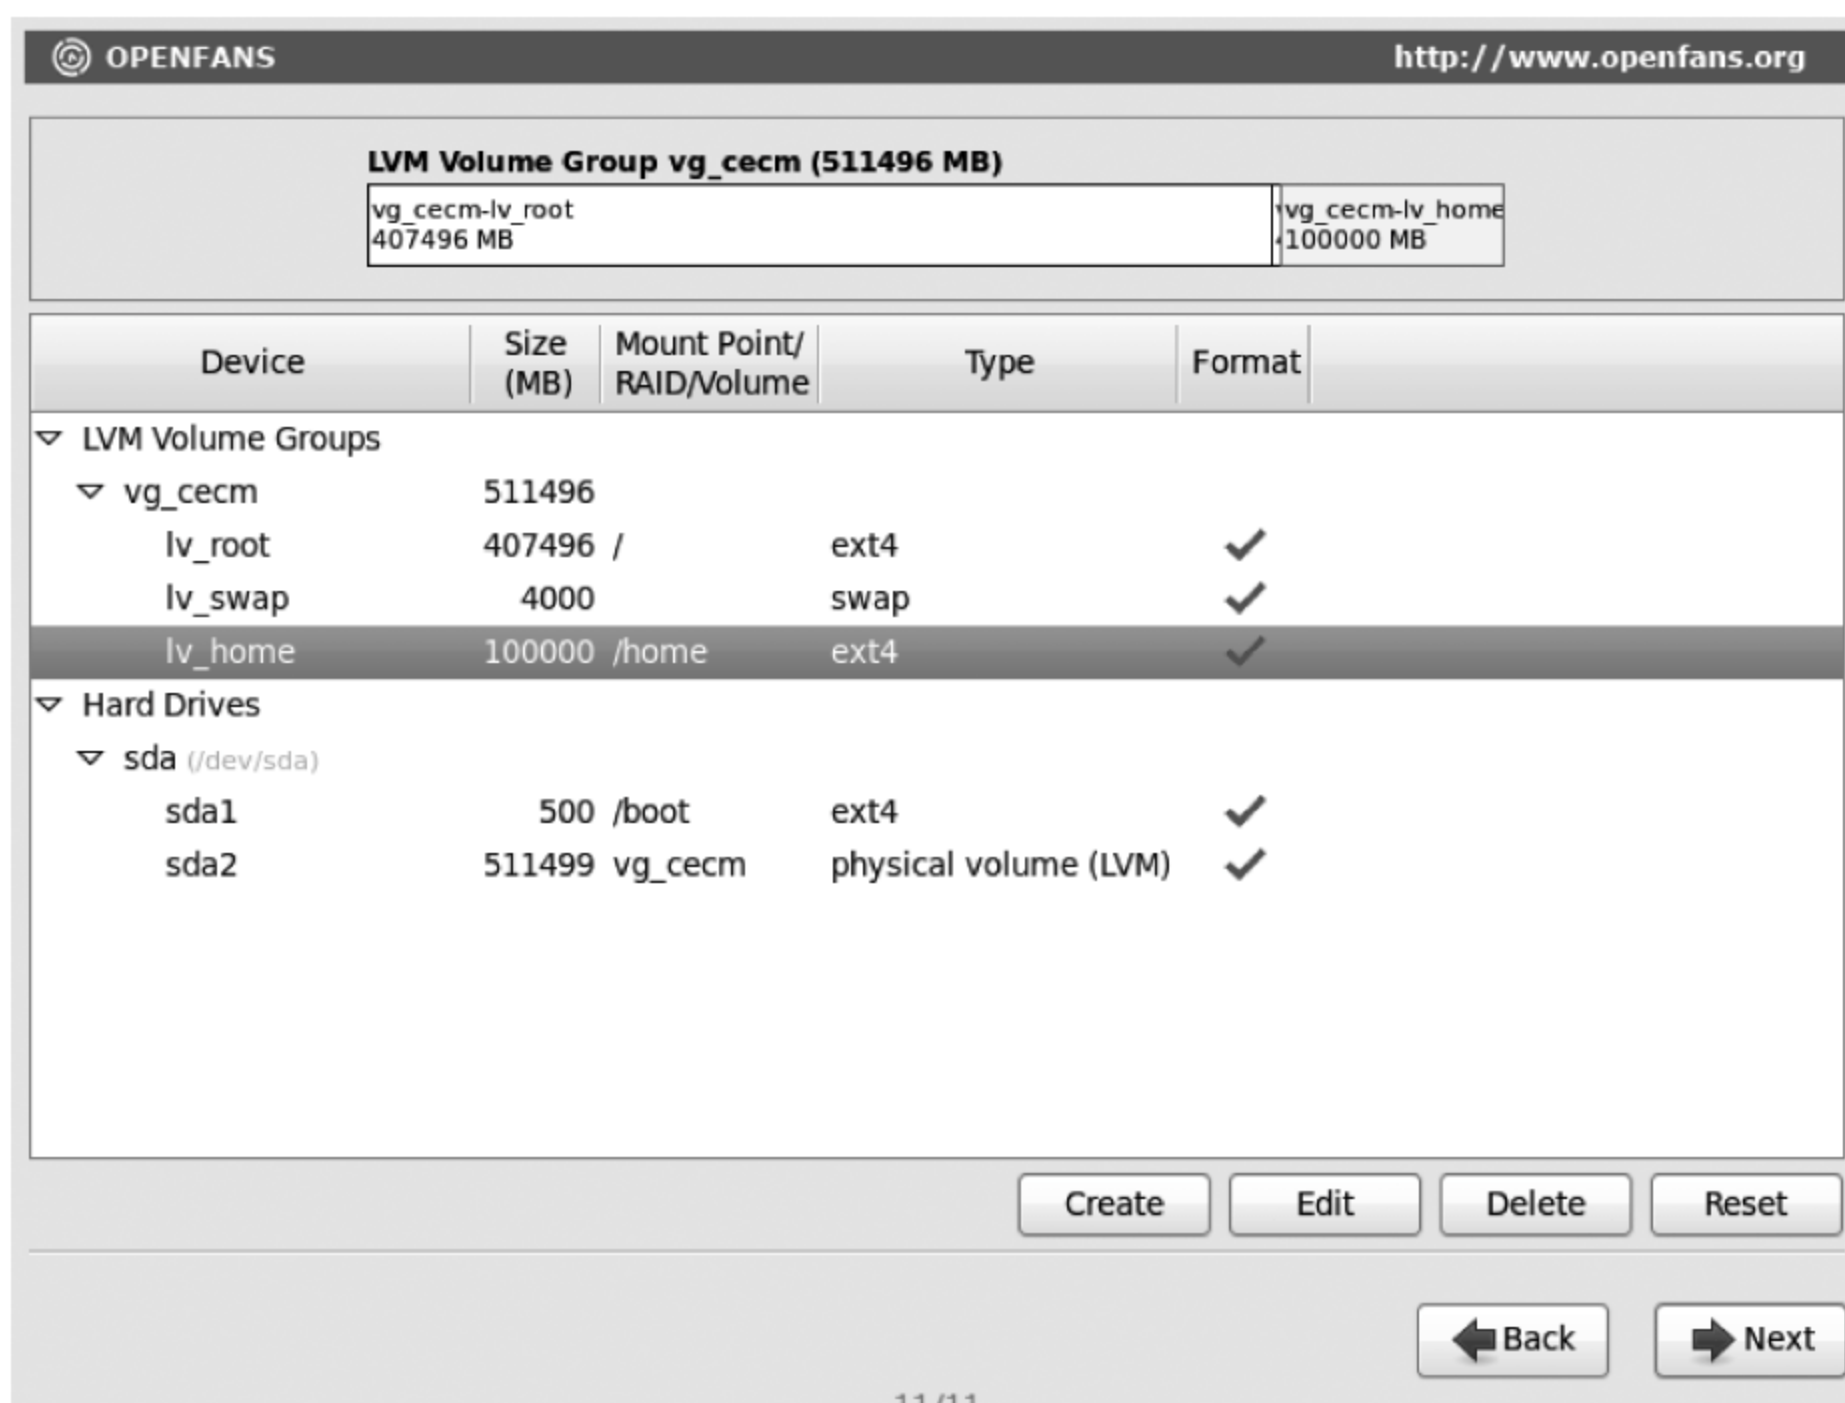 OPENFANS http://www.openfans.org
LVM Volume Group vg_cecm (511496 MB)
vg_cecm-lv_root vg_cecm-lv_home
407496 MB 100000 MB
Device Size (MB) Mount Point/ RAID/Volume Type Format
LVM Volume Groups
vg_cecm 511496
lv_root 407496 / ext4
lv_swap 4000 swap
lv_home 100000 /home ext4
Hard Drives
sda (/dev/sda)
sda1 500 /boot ext4
sda2 511499 vg_cecm physical volume (LVM)
Create Edit Delete Reset
Back Next
11/11